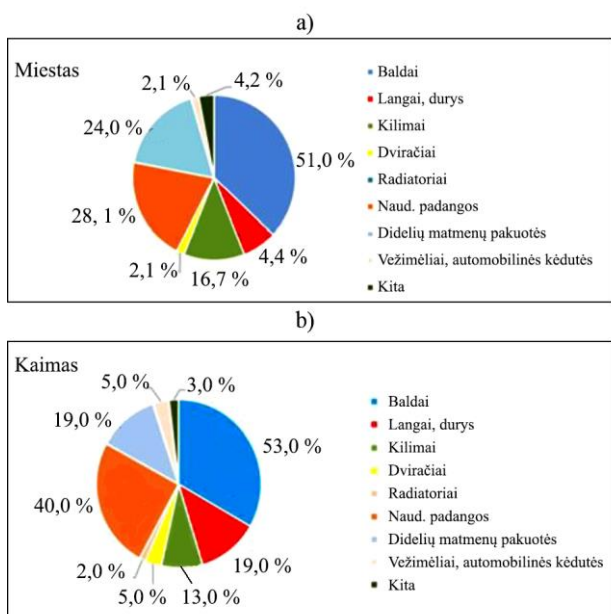 a)
Miestas
2,1 %
4,2 %
24,0 %
51,0 %
28, 1 %
4,4 %
2,1 %
16,7 %
Baldai
Langai, durys
Kilimai
Dviračiai
Radiatoriai
Naud. padangos
Didelių matmenų pakuotės
Vežimėliai, automobilinės kėdutės
Kita
b)
Kaimas
5,0 %
3,0 %
19,0 %
53,0 %
40,0 %
2,0 %
19,0 %
5,0 %
13,0 %
Baldai
Langai, durys
Kilimai
Dviračiai
Radiatoriai
Naud. padangos
Didelių matmenų pakuotės
Vežimėliai, automobilinės kėdutės
Kita